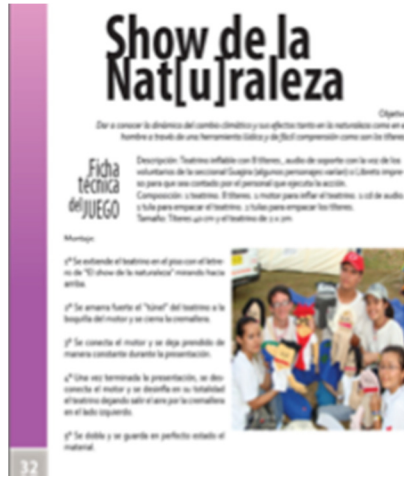 Show de la
Nat[u]raleza
Objetivo
Dar a conocer la dinámica del cambio climático y sus efectos tanto en la naturaleza como en
hombre a través de una herramienta lúdica y de fácil comprensión como son los títeres
Ficha
técnica
del JUEGO
Descripción: Teatrino inflable con 8 títeres, audio de soporte con la voz de los
voluntarios de la seccional Guajira (algunos personajes varían) 1 Libreto impre
so para que sea contado por el personal que ejecuta la acción.
Composición: 1 teatrino. 8 títeres. 1 motor para inflar el teatrino. 1 cd de audio.
1 tula para empacar el teatrino. 2 tulas para empacar los títeres.
Tamaño: Títeres 40 cm y el teatrino de 2 x 2m
Montaje:
1º Se extiende el teatrino en el piso con el letre-
ro de "El show de la naturaleza" mirando hacia
arriba.
2º Se amarra fuerte el "túnel" del teatrino a la
boquilla del motor y se cierra la cremallera.
3º Se conecta el motor y se deja prendido de
manera constante durante la presentación.
4º Una vez terminada la presentación, se des-
conecta el motor y se desinfla en su totalidad
el teatrino dejando salir el aire por la cremallera
en el lado izquierdo.
5º Se dobla y se guarda en perfecto estado el
material.
32